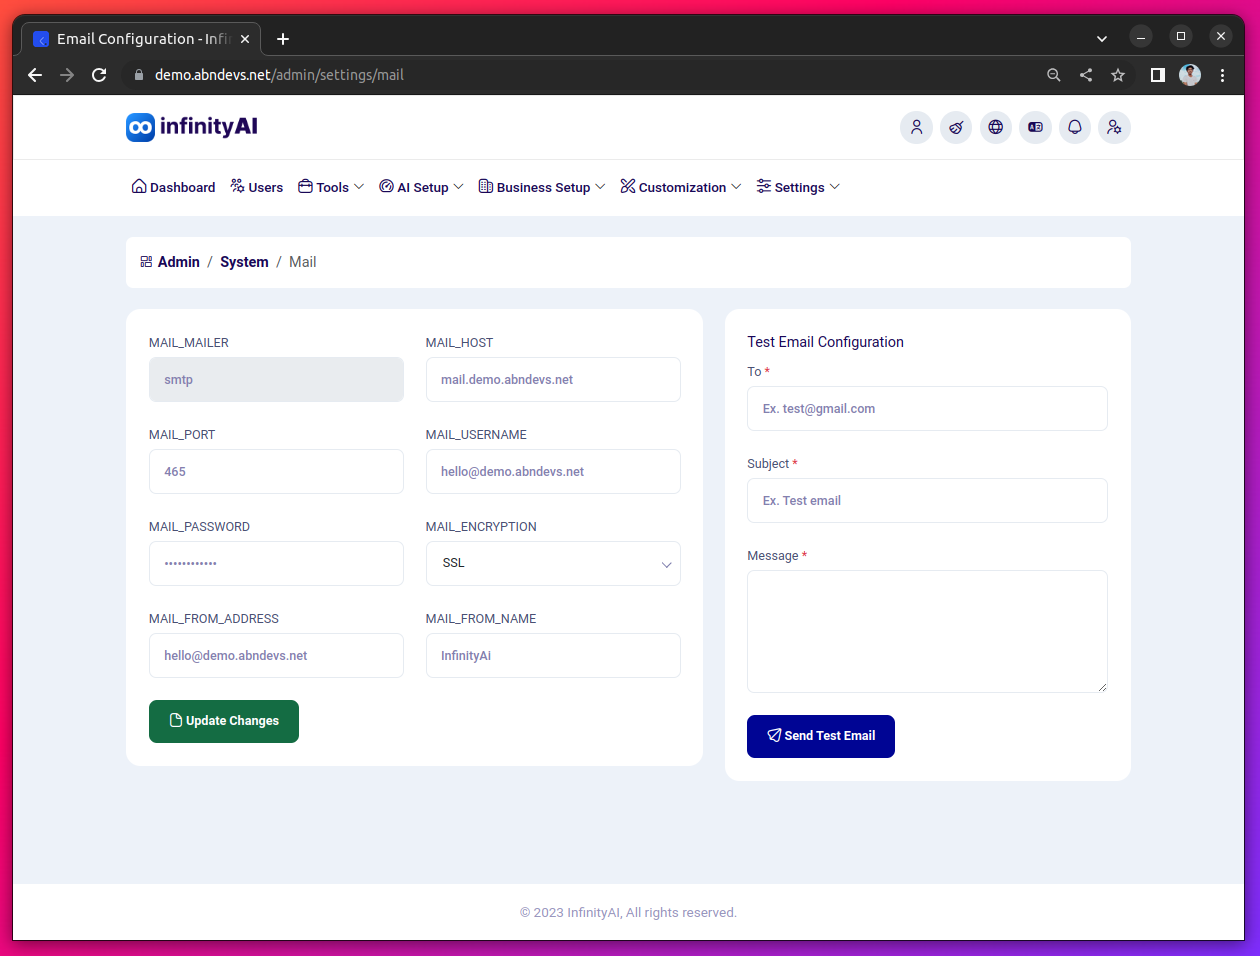 Email Configuration - Infi
demo.abndevs.net/admin/settings/mail
infinityAI
Dashboard Users Tools AI Setup Business Setup Customization Settings
Admin / System / Mail
MAIL_MAILER MAIL_HOST
smtp mail.demo.abndevs.net
MAIL_PORT MAIL_USERNAME
465 hello@demo.abndevs.net
MAIL_PASSWORD MAIL_ENCRYPTION
•••••••••••• SSL
MAIL_FROM_ADDRESS MAIL_FROM_NAME
hello@demo.abndevs.net InfinityAi
Update Changes
Test Email Configuration
To *
Ex. test@gmail.com
Subject *
Ex. Test email
Message *
Send Test Email
© 2023 InfinityAI, All rights reserved.